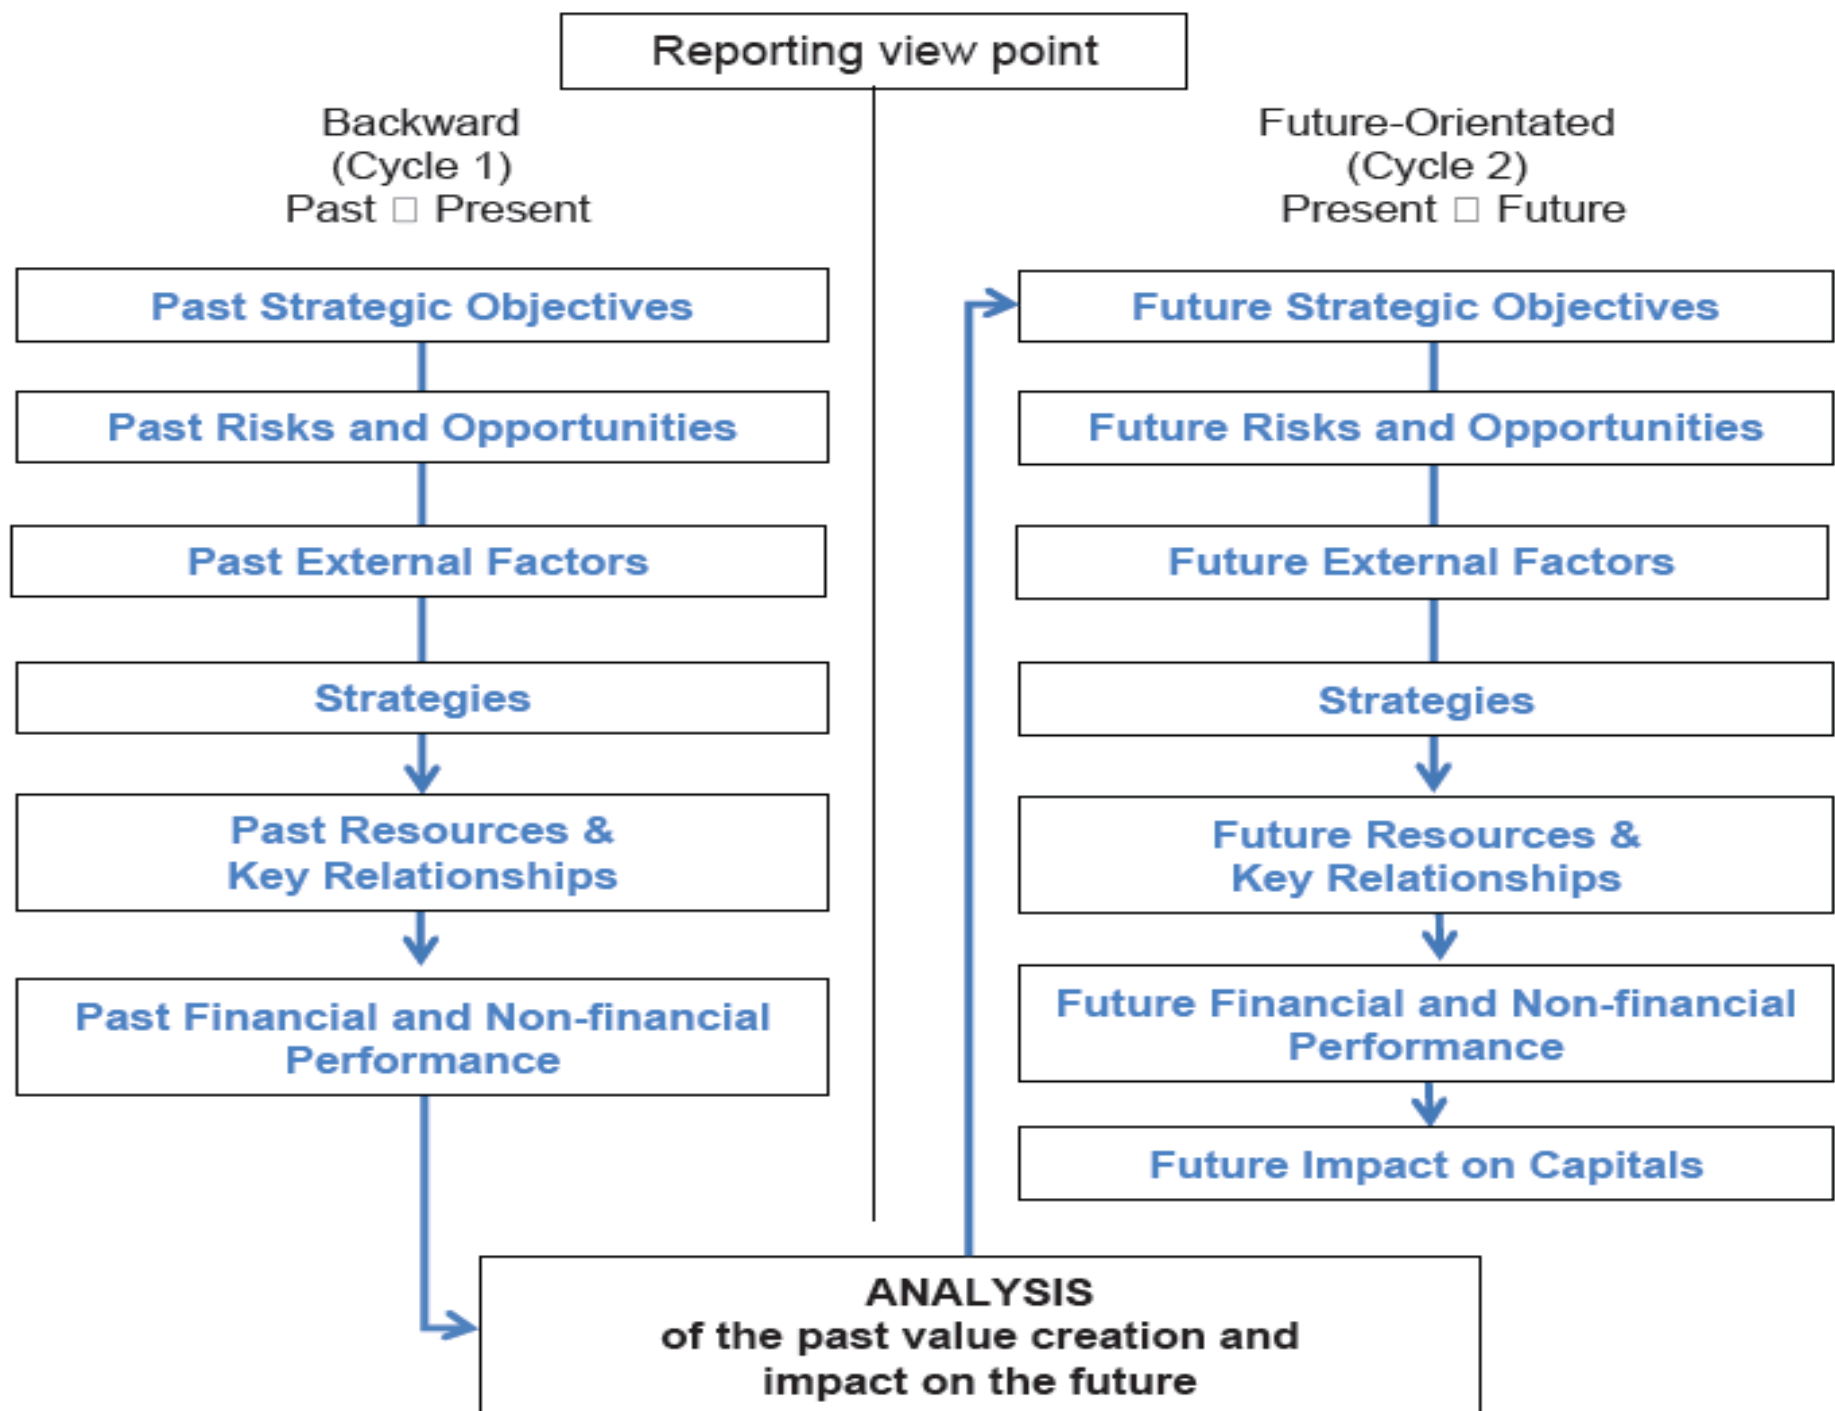 Reporting view point
Backward
(Cycle 1)
Past □ Present
Past Strategic Objectives
Past Risks and Opportunities
Past External Factors
Strategies
Past Resources &
Key Relationships
Past Financial and Non-financial
Performance
Future-Orientated
(Cycle 2)
Present □ Future
Future Strategic Objectives
Future Risks and Opportunities
Future External Factors
Strategies
Future Resources &
Key Relationships
Future Financial and Non-financial
Performance
Future Impact on Capitals
ANALYSIS
of the past value creation and
impact on the future